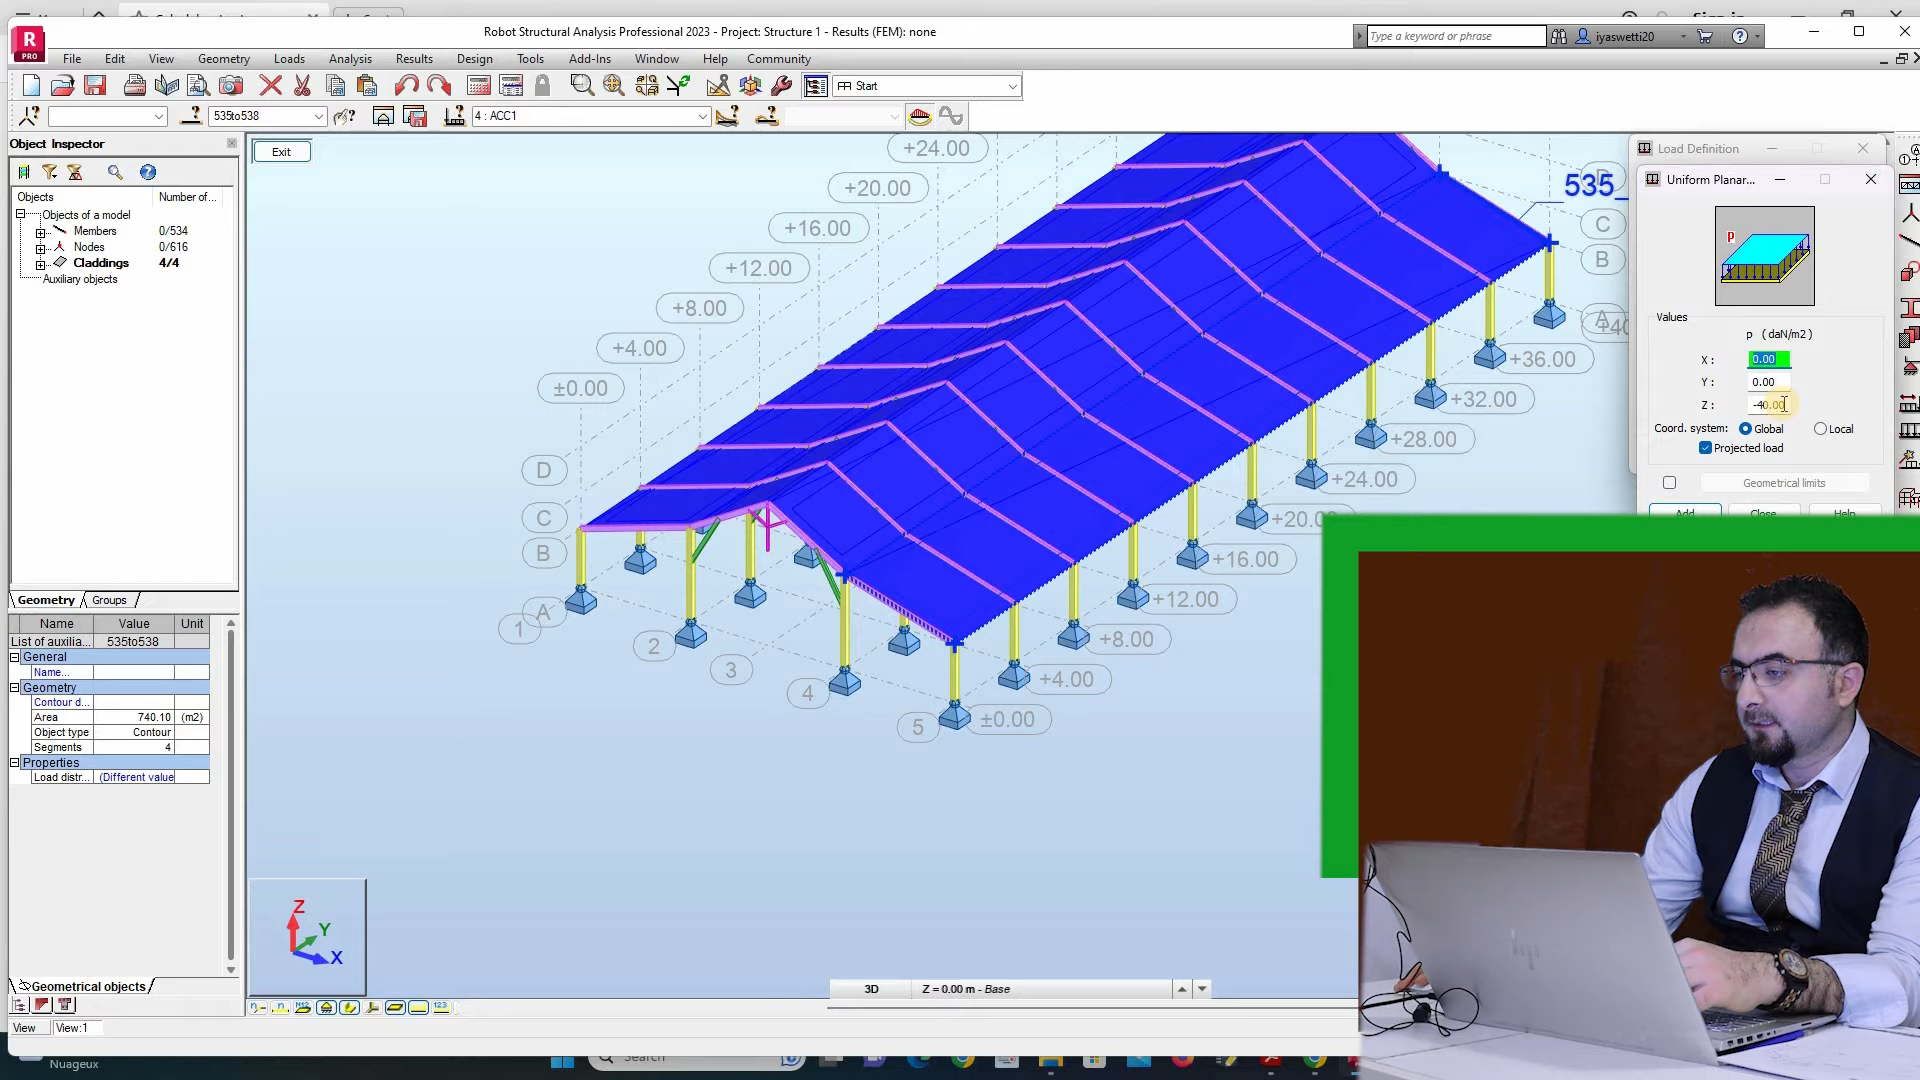 Robot Structural Analysis Professional 2023 - Project: Structure 1 - Results (FEM): none
Type a keyword or phrase
iyaswetti20
R
PRO
File Edit View Geometry Loads Analysis Results Design Tools Add-Ins Window Help Community
Start
535to538
4 : ACC1
Object Inspector
Exit
Objects Number of...
Objects of a model
Members 0/534
Nodes 0/616
Claddings 4/4
Auxiliary objects
Geometry Groups
Name Value Unit
List of auxilia... 535to538
General
Name...
Geometry
Contour d...
Area 740.10 (m2)
Object type Contour
Segments 4
Properties
Load distr... (Different value
Geometrical objects
View View:1
+24.00
+20.00
+16.00
+12.00
+8.00
+4.00
±0.00
D
C
B
A
1
2
3
4
5
535_
C
B
A
+36.00
+32.00
+28.00
+24.00
+20.0
+16.00
+12.00
+8.00
+4.00
±0.00
Z
Y
X
3D Z = 0.00 m - Base
Load Definition
Uniform Planar...
p
Values
p (daN/m2)
X : 0.00
Y : 0.00
Z : -40.00
Coord. system: Global Local
Projected load
Geometrical limits
Add Close Help
Nuageux
Search